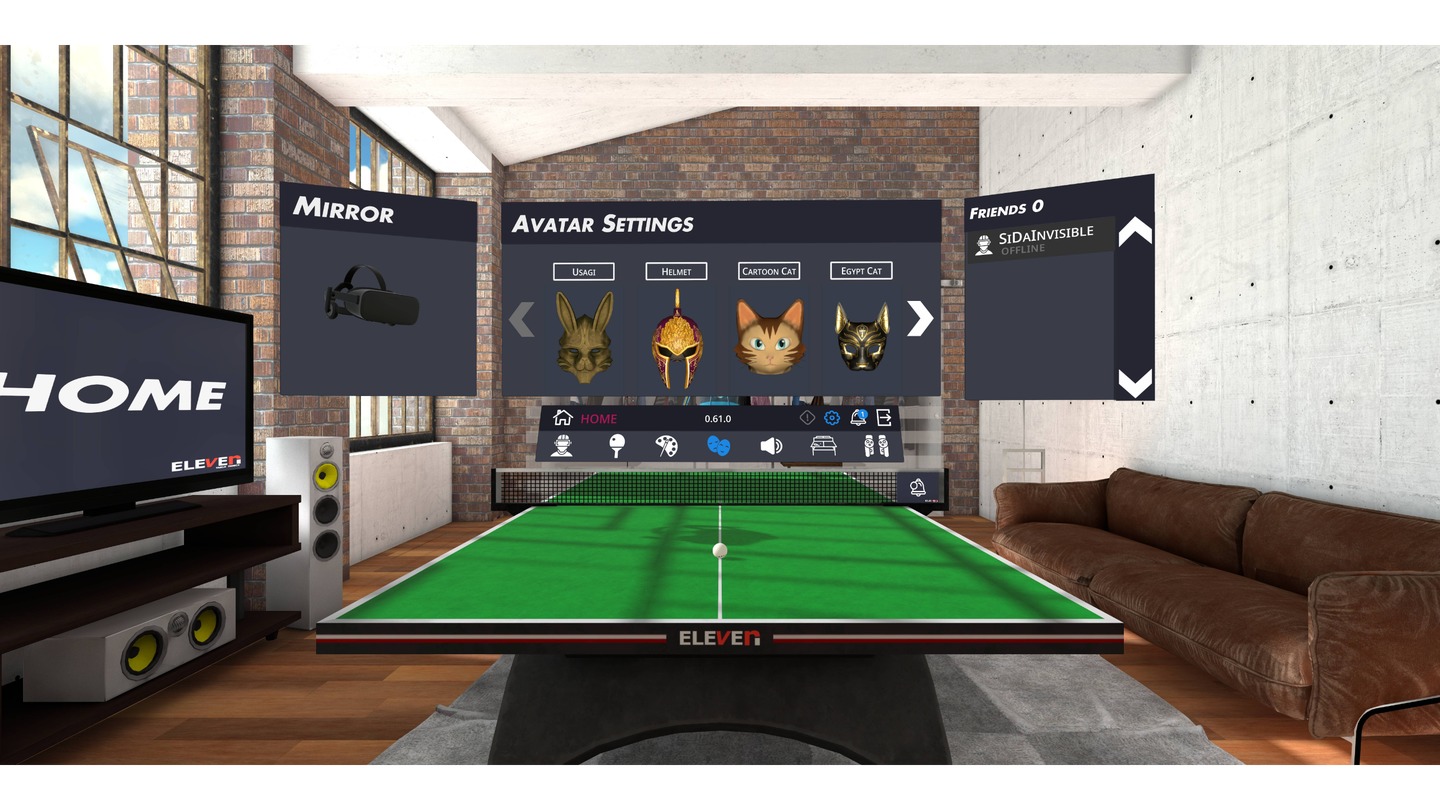 Mirror
Avatar Settings
Friends 0
SiDaInvisible
Offline
Usagi
Helmet
Cartoon Cat
Egypt Cat
HOME
ELEVEn
HOME
0.61.0
1
ELEVEn